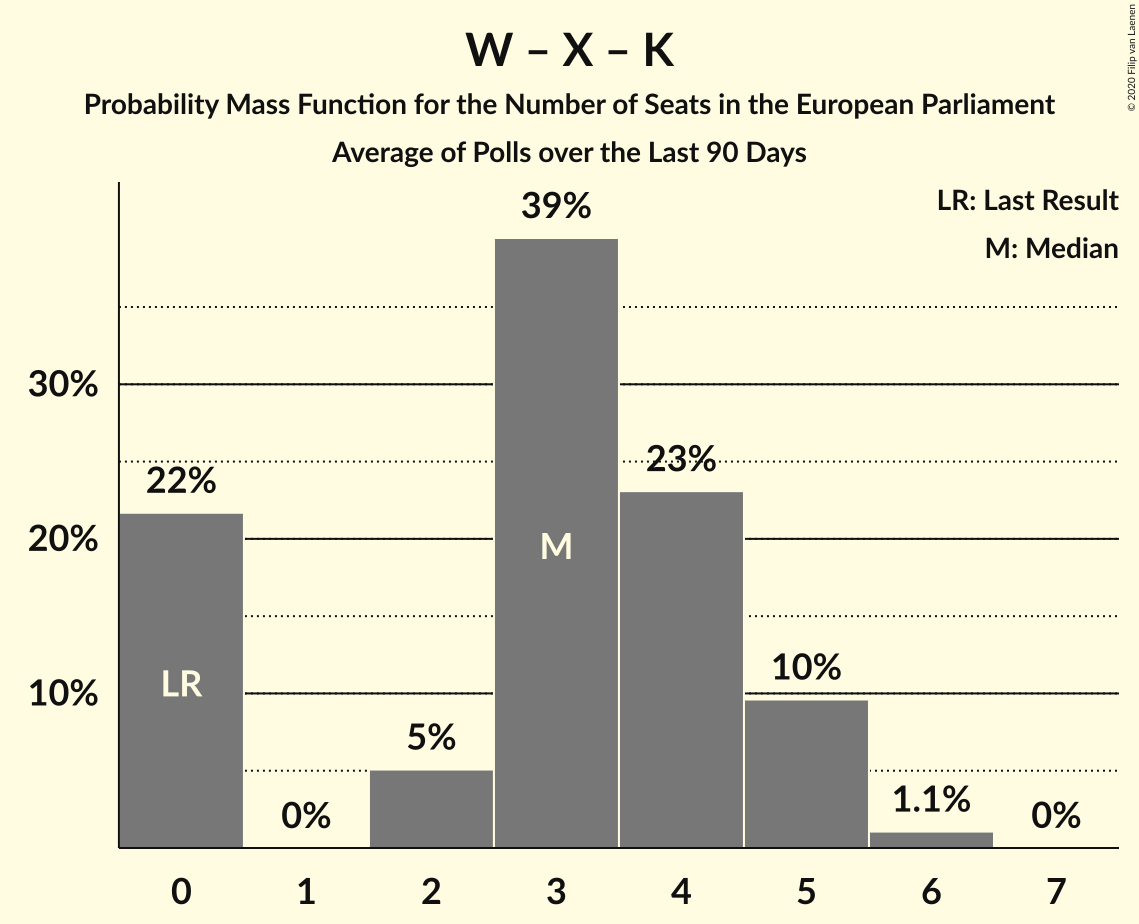 W – X – K
Probability Mass Function for the Number of Seats in the European Parliament
Average of Polls over the Last 90 Days
© 2020 Filip van Laenen
LR: Last Result
M: Median
39%
30%
23%
22%
20%
M
10%
LR
10%
5%
1.1%
0%
0%
0 1 2 3 4 5 6 7